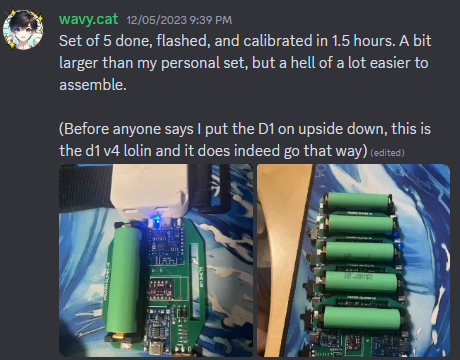 wavy.cat 12/05/2023 9:39 PM
Set of 5 done, flashed, and calibrated in 1.5 hours. A bit
larger than my personal set, but a hell of a lot easier to
assemble.
(Before anyone says I put the D1 on upside down, this is
the d1 v4 lolin and it does indeed go that way) (edited)